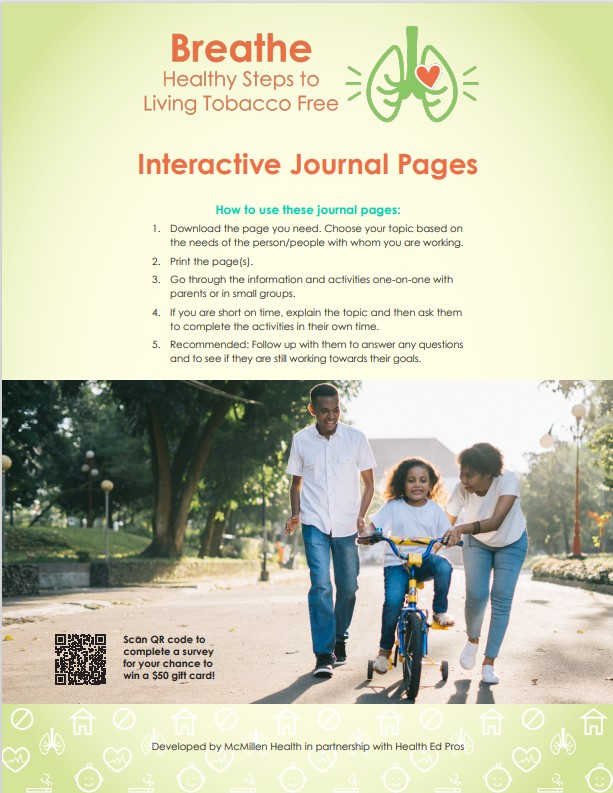 Breathe
Healthy Steps to
Living Tobacco Free
Interactive Journal Pages
How to use these journal pages:
1. Download the page you need. Choose your topic based on
the needs of the person/people with whom you are working.
2. Print the page(s).
3. Go through the information and activities one-on-one with
parents or in small groups.
4. If you are short on time, explain the topic and then ask them
to complete the activities in their own time.
5. Recommended: Follow up with them to answer any questions
and to see if they are still working towards their goals.
Scan QR code to
complete a survey
for your chance to
win a $50 gift card!
Developed by McMillen Health in partnership with Health Ed Pros